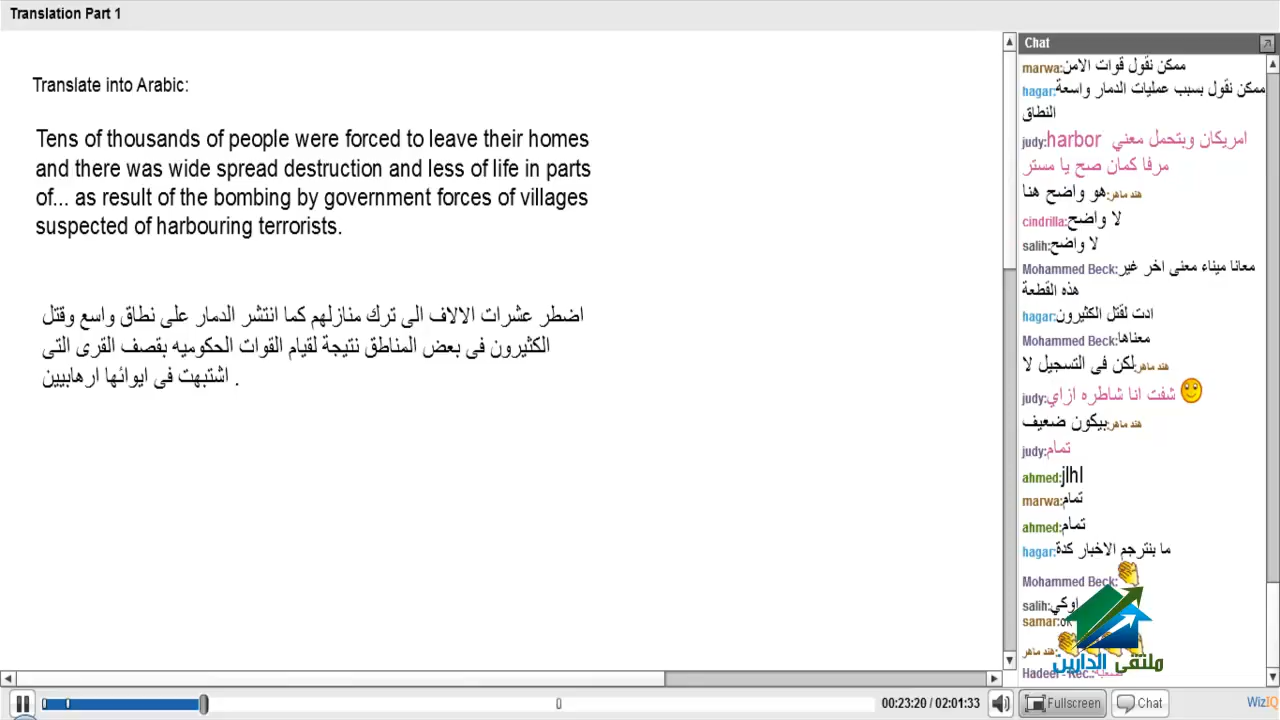 Translation Part 1
Translate into Arabic:
Tens of thousands of people were forced to leave their homes
and there was wide spread destruction and less of life in parts
of... as result of the bombing by government forces of villages
suspected of harbouring terrorists.
اضطر عشرات الالاف الى ترك منازلهم كما انتشر الدمار على نطاق واسع وقتل
الكثيرون فى بعض المناطق نتيجة لقيام القوات الحكوميه بقصف القرى التى
اشتبهت فى ايوائها ارهابيين .
Chat
marwa:ممكن نقول قوات الامن
hagar:ممكن نقول بسبب عمليات الدمار واسعة
النطاق
judy:harbor امريكان وبتحمل معني
مرفا كمان صح يا مستر
هند ماهر:هو واضح هنا
cindrilla:لا واضح
salih:لا واضح
Mohammed Beck:معانا ميناء معنى اخر غير
هذه القطعة
hagar:ادت لقتل الكثيرون
Mohammed Beck:معناها
هند ماهر:لكن فى التسجيل لا
judy:شفت انا شاطره ازاي
هند ماهر:بيكون ضعيف
judy:تمام
ahmed:jlhl
marwa:تمام
ahmed:تمام
hagar:ما بنترجم الاخبار كدة
Mohammed Beck:
salih:اوكي
samar:ok
هند ماهر:
ملتقى الدارين
Hadeer - Rec..:
00:23:20 / 02:01:33
Fullscreen
Chat
WizIQ